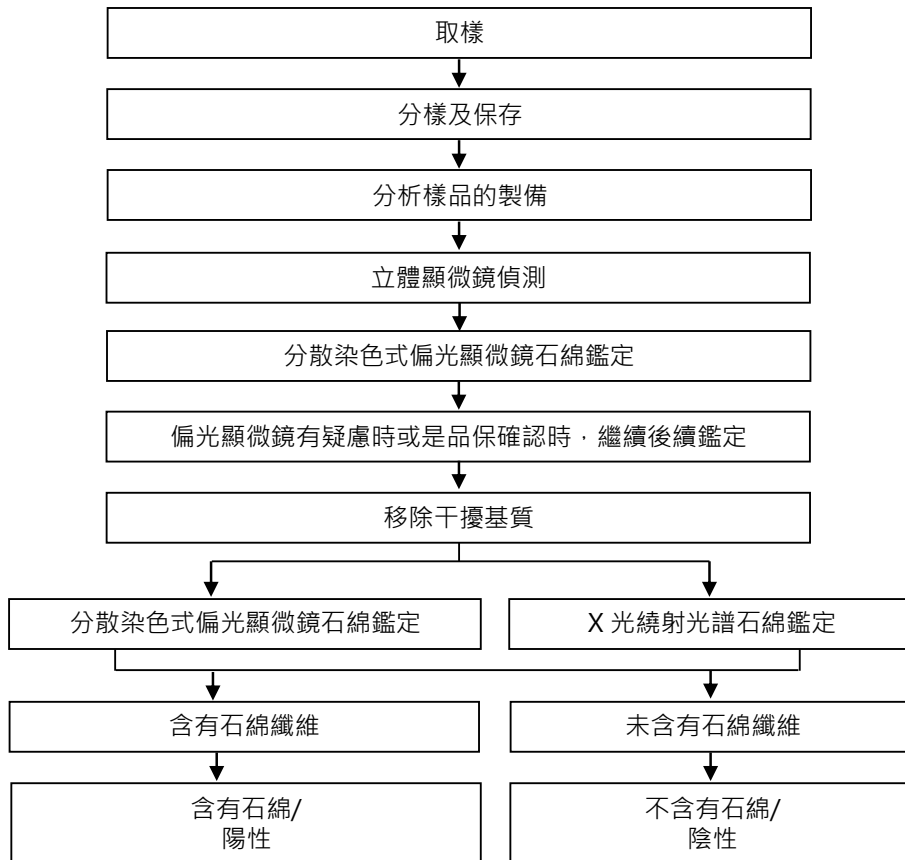 取樣
分樣及保存
分析樣品的製備
立體顯微鏡偵測
分散染色式偏光顯微鏡石綿鑑定
偏光顯微鏡有疑慮時或是品保確認時，繼續後續鑑定
移除干擾基质
分散染色式偏光顯微鏡石綿鑑定
X 光繞射光譜石綿鑑定
含有石綿纖維
未含有石綿纖維
含有石綿/
陽性
不含有石綿/
陰性